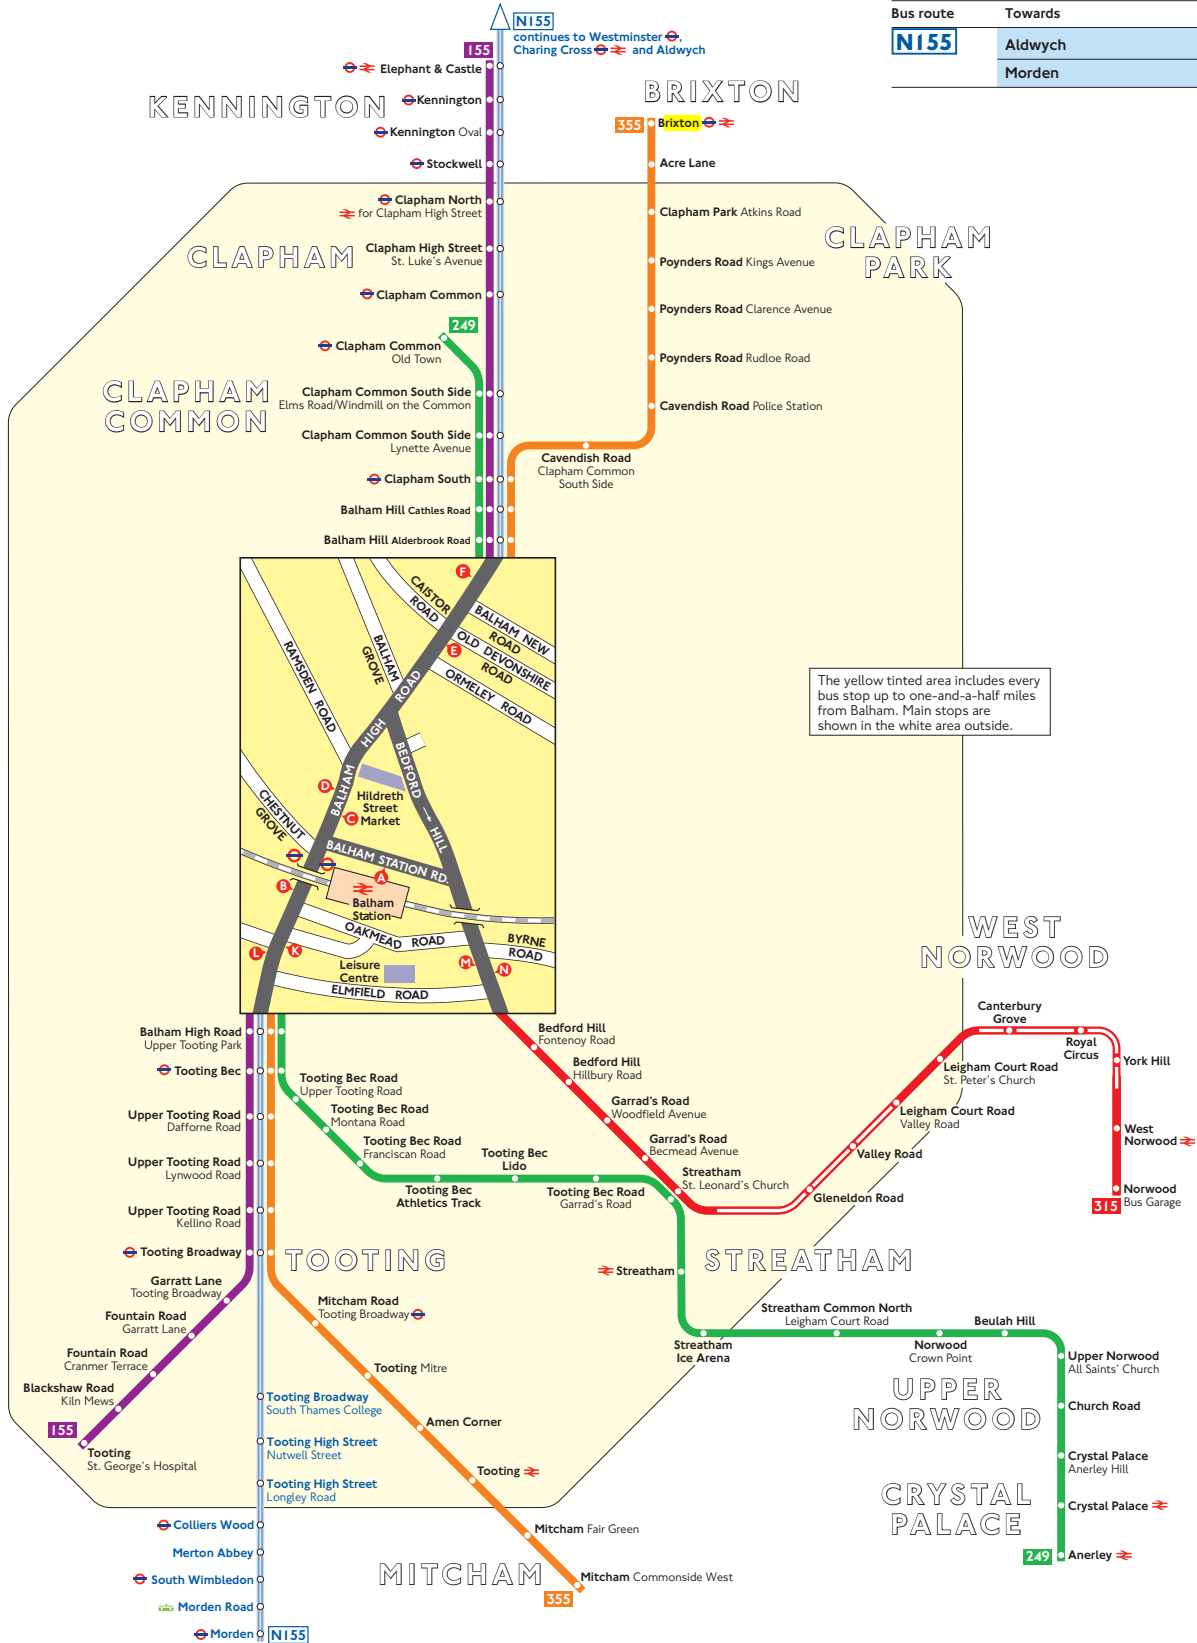 N155
continues to Westminster,
Charing Cross and Aldwych
Bus route Towards
N155
Aldwych
Morden
155
Elephant & Castle
KENNINGTON
Kennington
Kennington Oval
Stockwell
BRIXTON
355
Brixton
Acre Lane
Clapham North
for Clapham High Street
CLAPHAM
Clapham High Street
St. Luke's Avenue
Clapham Common
249
Clapham Common
Old Town
CLAPHAM
COMMON
Clapham Common South Side
Elms Road/Windmill on the Common
Clapham Common South Side
Lynette Avenue
Clapham South
Balham Hill Cathles Road
Balham Hill Alderbrook Road
Clapham Park Atkins Road
CLAPHAM
PARK
Poynders Road Kings Avenue
Poynders Road Clarence Avenue
Poynders Road Rudloe Road
Cavendish Road Police Station
Cavendish Road
Clapham Common
South Side
F
CAISTOR
ROAD
BALHAM NEW
ROAD
OLD DEVONSHIRE
ROAD
E
ORMELEY ROAD
BALHAM
GROVE
RAMSDEN ROAD
BALHAM HIGH ROAD
BEDFORD HILL
D
Hildreth
Street
Market
C
CHESTNUT
GROVE
BALHAM STATION RD.
A
B
Balham
Station
OAKMEAD ROAD
BYRNE
ROAD
L
K
M
N
Leisure
Centre
ELMFIELD ROAD
The yellow tinted area includes every
bus stop up to one-and-a-half miles
from Balham. Main stops are
shown in the white area outside.
Balham High Road
Upper Tooting Park
Tooting Bec
Upper Tooting Road
Dafforne Road
Upper Tooting Road
Lynwood Road
Upper Tooting Road
Kellino Road
Tooting Broadway
TOOTING
Garratt Lane
Tooting Broadway
Fountain Road
Garratt Lane
Fountain Road
Cranmer Terrace
Blackshaw Road
Kiln Mews
155
Tooting
St. George's Hospital
Tooting Broadway
South Thames College
Tooting High Street
Nutwell Street
Tooting High Street
Longley Road
Colliers Wood
Merton Abbey
South Wimbledon
Morden Road
Morden
N155
Mitcham Road
Tooting Broadway
Tooting Mitre
Amen Corner
Tooting
Mitcham Fair Green
MITCHAM
Mitcham Commonside West
355
Tooting Bec Road
Upper Tooting Road
Tooting Bec Road
Montana Road
Tooting Bec Road
Franciscan Road
Tooting Bec
Athletics Track
Tooting Bec
Lido
Tooting Bec Road
Garrad's Road
Bedford Hill
Fontenoy Road
Bedford Hill
Hillbury Road
Garrad's Road
Woodfield Avenue
Garrad's Road
Becmead Avenue
Streatham
St. Leonard's Church
Gleneldon Road
Valley Road
Leigham Court Road
Valley Road
Leigham Court Road
St. Peter's Church
WEST
NORWOOD
Canterbury
Grove
Royal
Circus
York Hill
West
Norwood
Norwood
Bus Garage
315
STREATHAM
Streatham
Streatham
Ice Arena
Streatham Common North
Leigham Court Road
Norwood
Crown Point
Beulah Hill
Upper Norwood
All Saints' Church
UPPER
NORWOOD
Church Road
Crystal Palace
Anerley Hill
CRYSTAL
PALACE
Crystal Palace
249
Anerley